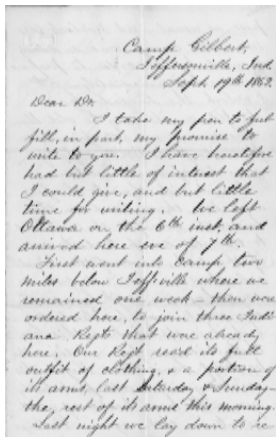 Camp Gilbert,
Jeffersonville, Ind.
Sept. 19th 1862.
Dear Dr.
I take my pen to ful
fill, in part, my promise to
write to you. I have heretofore
had but little of interest that
I could give, and but little
time for writing. We left
Ottawa on the 6th inst, and
arrived here eve of 7th.
First went into camp two
miles below Jeffville where we
remained one week – then were
ordered here, to join three Indi
ana Regts that were already
here. Our Regt recd its full
outfit of clothing, & a portion of
its arms, last Saturday & Sunday–
the rest of its arms this morning.
Last night we lay down to re